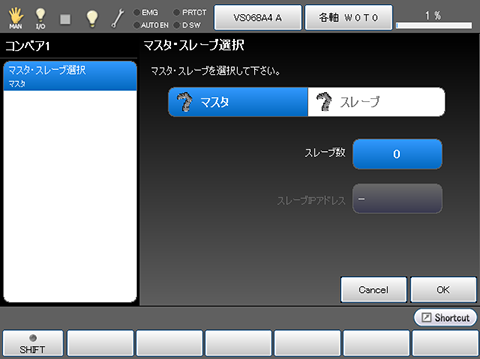 MAN I/O EMG PRTCT
AUTO EN D SW
VS068A4 A
各軸 W0T0
1 %
コンベア1
マスタ・スレーブ選択
マスタ・スレーブ選択
マスタ
マスタ・スレーブを選択して下さい。
マスタ スレーブ
スレーブ数 0
スレーブIPアドレス -
Cancel OK
Shortcut
SHIFT